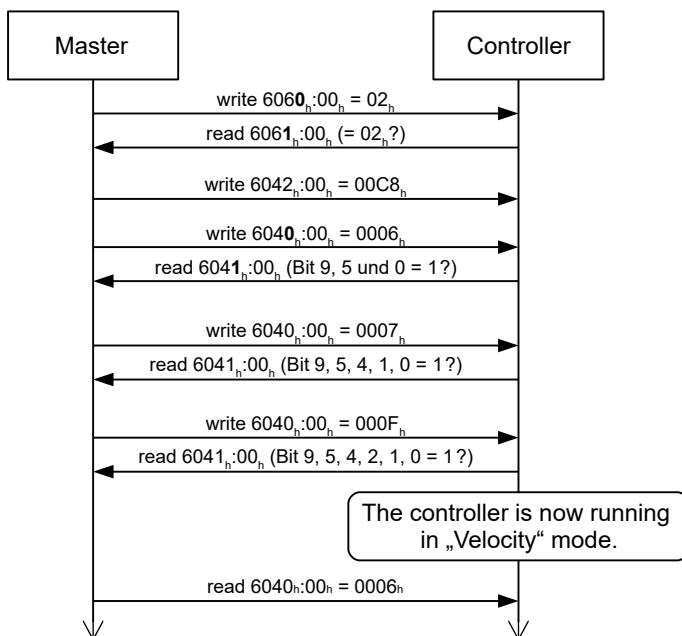 Master
Controller
write 6060h:00h = 02h
read 6061h:00h (= 02h?)
write 6042h:00h = 00C8h
write 6040h:00h = 0006h
read 6041h:00h (Bit 9, 5 und 0 = 1?)
write 6040h:00h = 0007h
read 6041h:00h (Bit 9, 5, 4, 1, 0 = 1?)
write 6040h:00h = 000Fh
read 6041h:00h (Bit 9, 5, 4, 2, 1, 0 = 1?)
The controller is now running
in „Velocity“ mode.
read 6040h:00h = 0006h